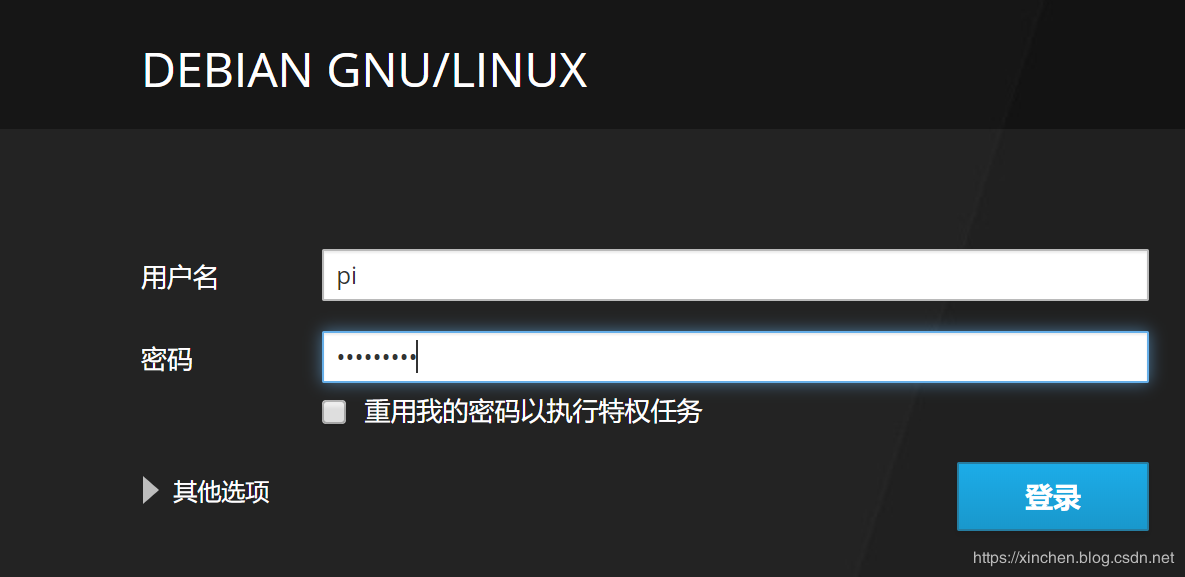 DEBIAN GNU/LINUX
用户名
pi
密码
•••••••••
重用我的密码以执行特权任务
其他选项
登录
https://xinchen.blog.csdn.net